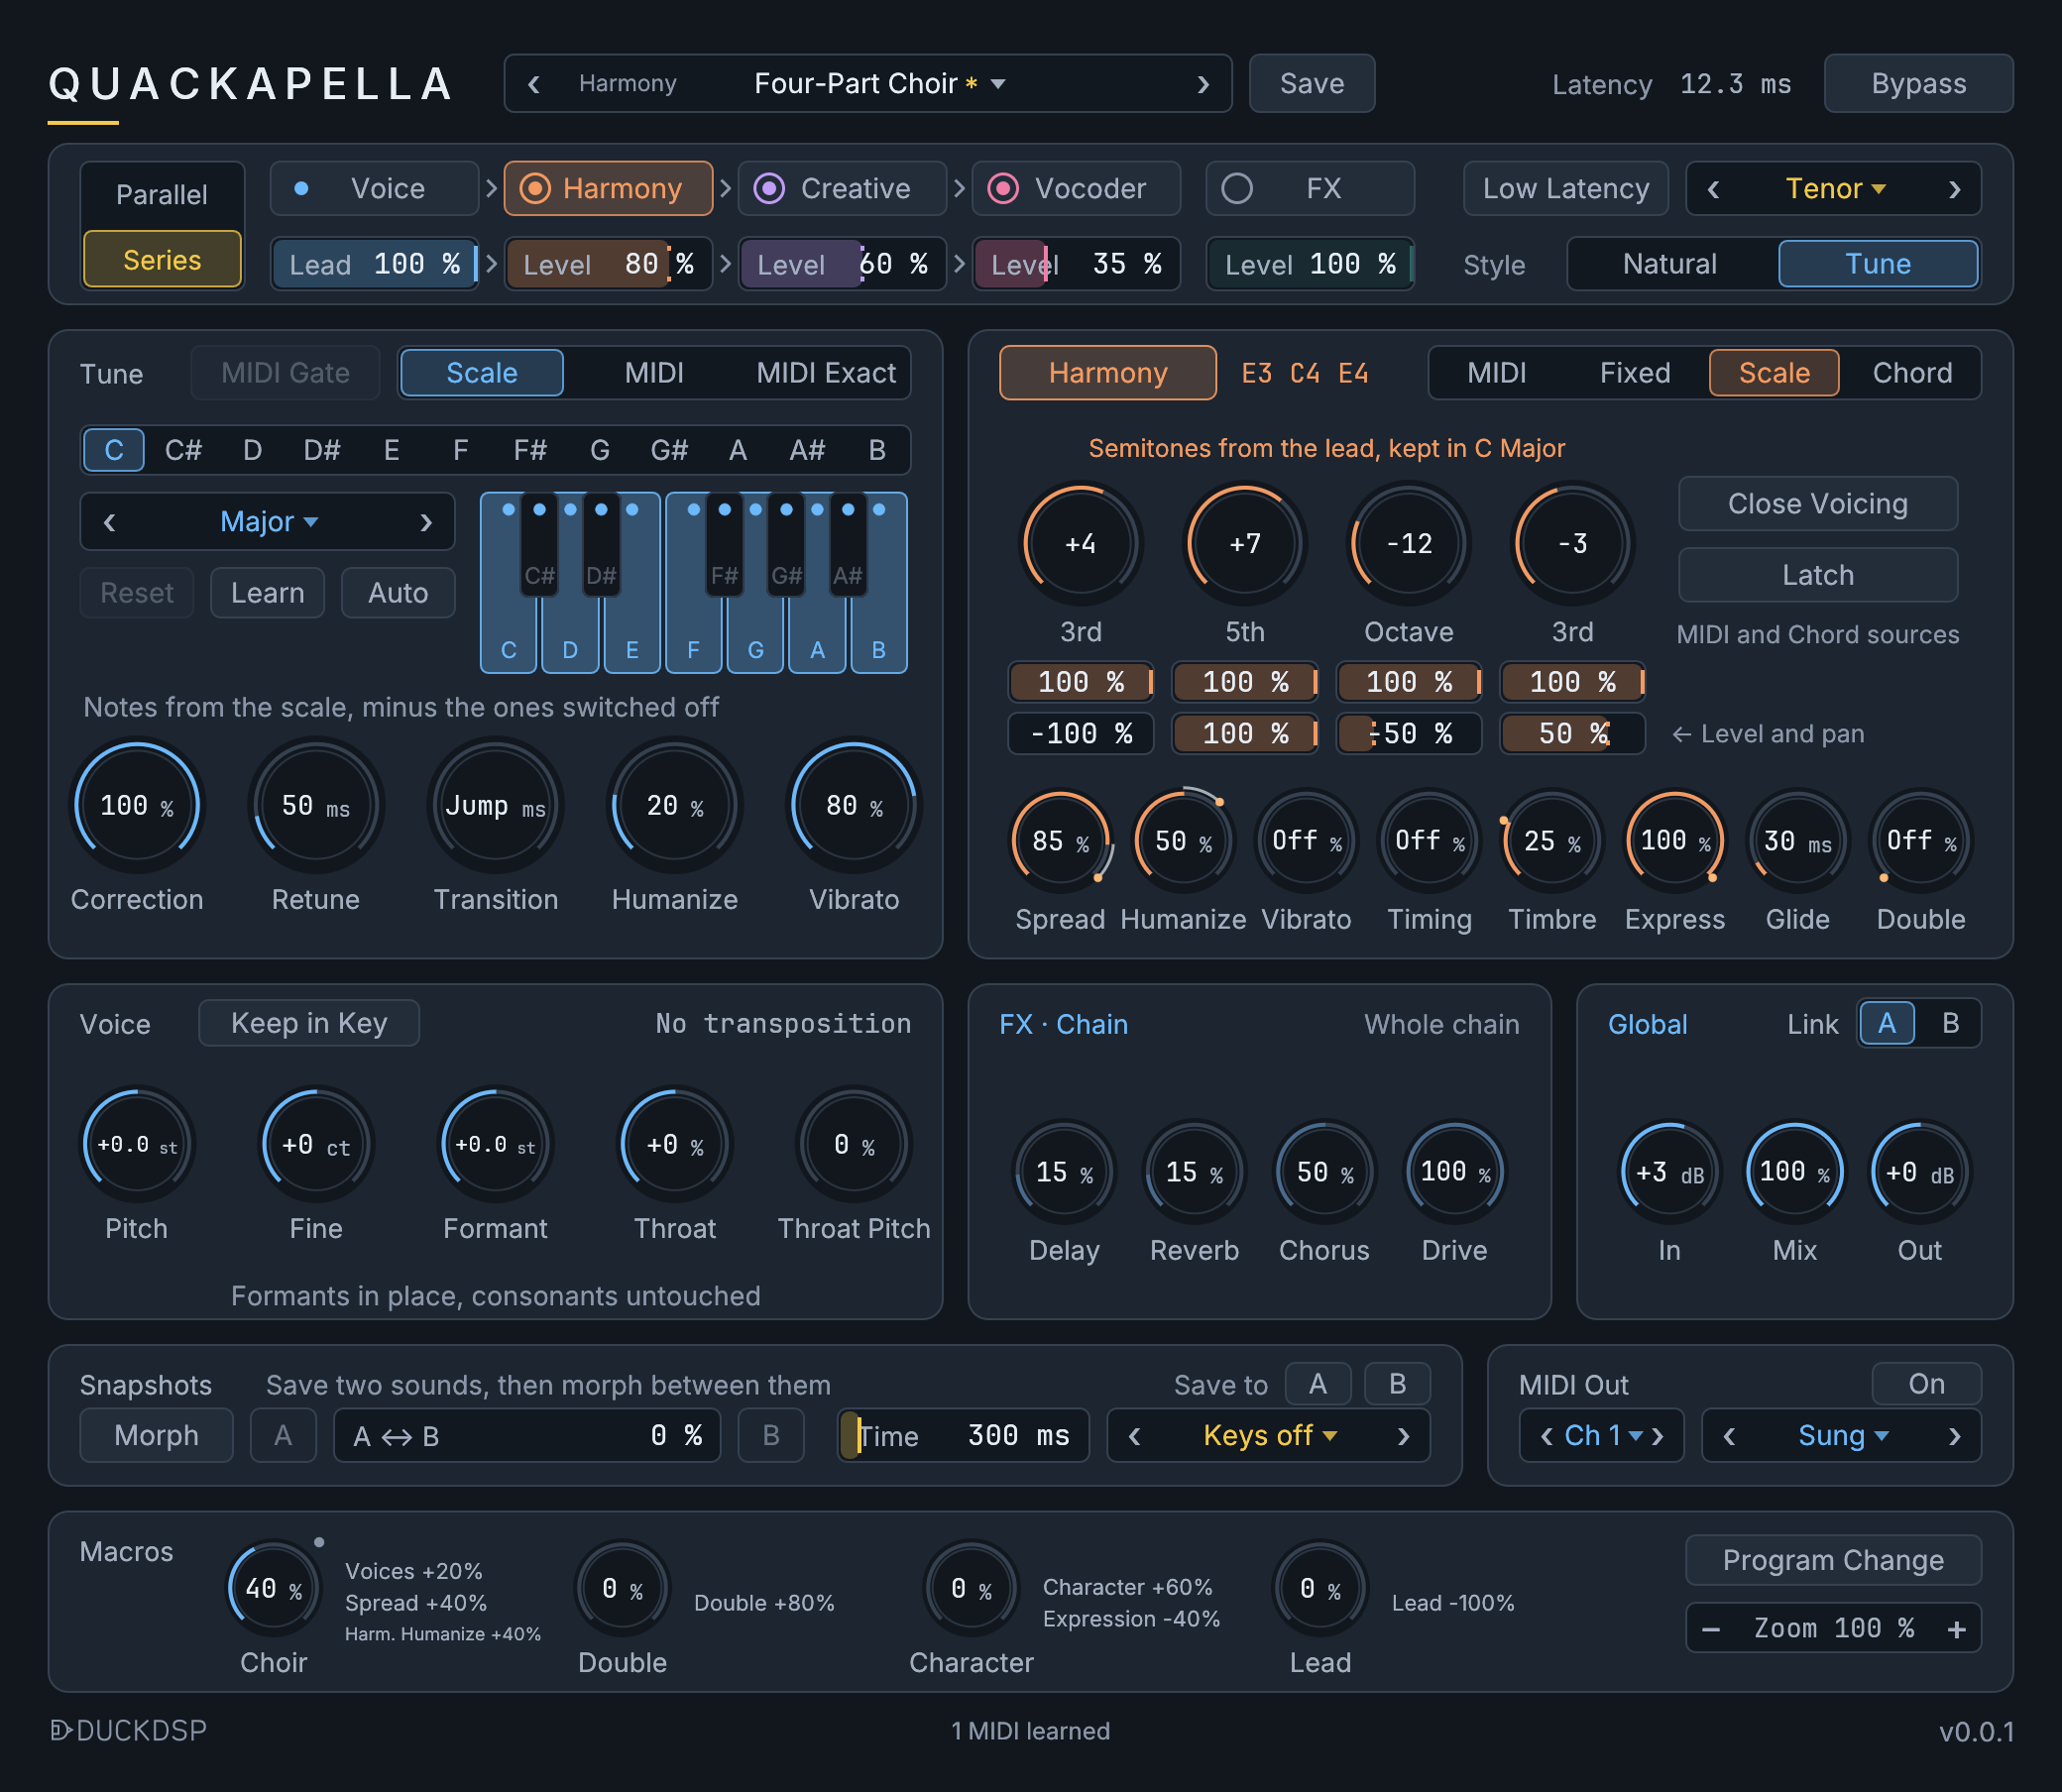 QUACKAPELLA
‹ Harmony Four-Part Choir * ›
Save
Latency 12.3 ms
Bypass
Parallel
Series
Voice › Harmony › Creative › Vocoder
FX
Low Latency
‹ Tenor ›
Lead 100 % › Level 80 % › Level 60 % › Level 35 %
Level 100 %
Style
Natural
Tune
Tune
MIDI Gate
Scale
MIDI
MIDI Exact
C C# D D# E F F# G G# A A# B
‹ Major ›
Reset
Learn
Auto
C# D# F# G# A#
C D E F G A B
Notes from the scale, minus the ones switched off
100 % 50 ms Jump ms 20 % 80 %
Correction Retune Transition Humanize Vibrato
Harmony
E3 C4 E4
MIDI
Fixed
Scale
Chord
Semitones from the lead, kept in C Major
+4 +7 -12 -3
3rd 5th Octave 3rd
Close Voicing
Latch
MIDI and Chord sources
100 % 100 % 100 % 100 %
-100 % 100 % -50 % 50 %
← Level and pan
85 % 50 % Off % Off % 25 % 100 % 30 ms Off %
Spread Humanize Vibrato Timing Timbre Express Glide Double
Voice
Keep in Key
No transposition
+0.0 st +0 ct +0.0 st +0 % 0 %
Pitch Fine Formant Throat Throat Pitch
Formants in place, consonants untouched
FX · Chain
Whole chain
15 % 15 % 50 % 100 %
Delay Reverb Chorus Drive
Global
Link
A B
+3 dB 100 % +0 dB
In Mix Out
Snapshots
Save two sounds, then morph between them
Save to
A
B
Morph
A
A ↔ B 0 %
B
Time 300 ms
‹ Keys off ›
MIDI Out
On
‹ Ch 1 ›
‹ Sung ›
Macros
40 %
Choir
Voices +20%
Spread +40%
Harm. Humanize +40%
0 %
Double
Double +80%
0 %
Character
Character +60%
Expression -40%
0 %
Lead
Lead -100%
Program Change
− Zoom 100 % +
DUCKDSP
1 MIDI learned
v0.0.1